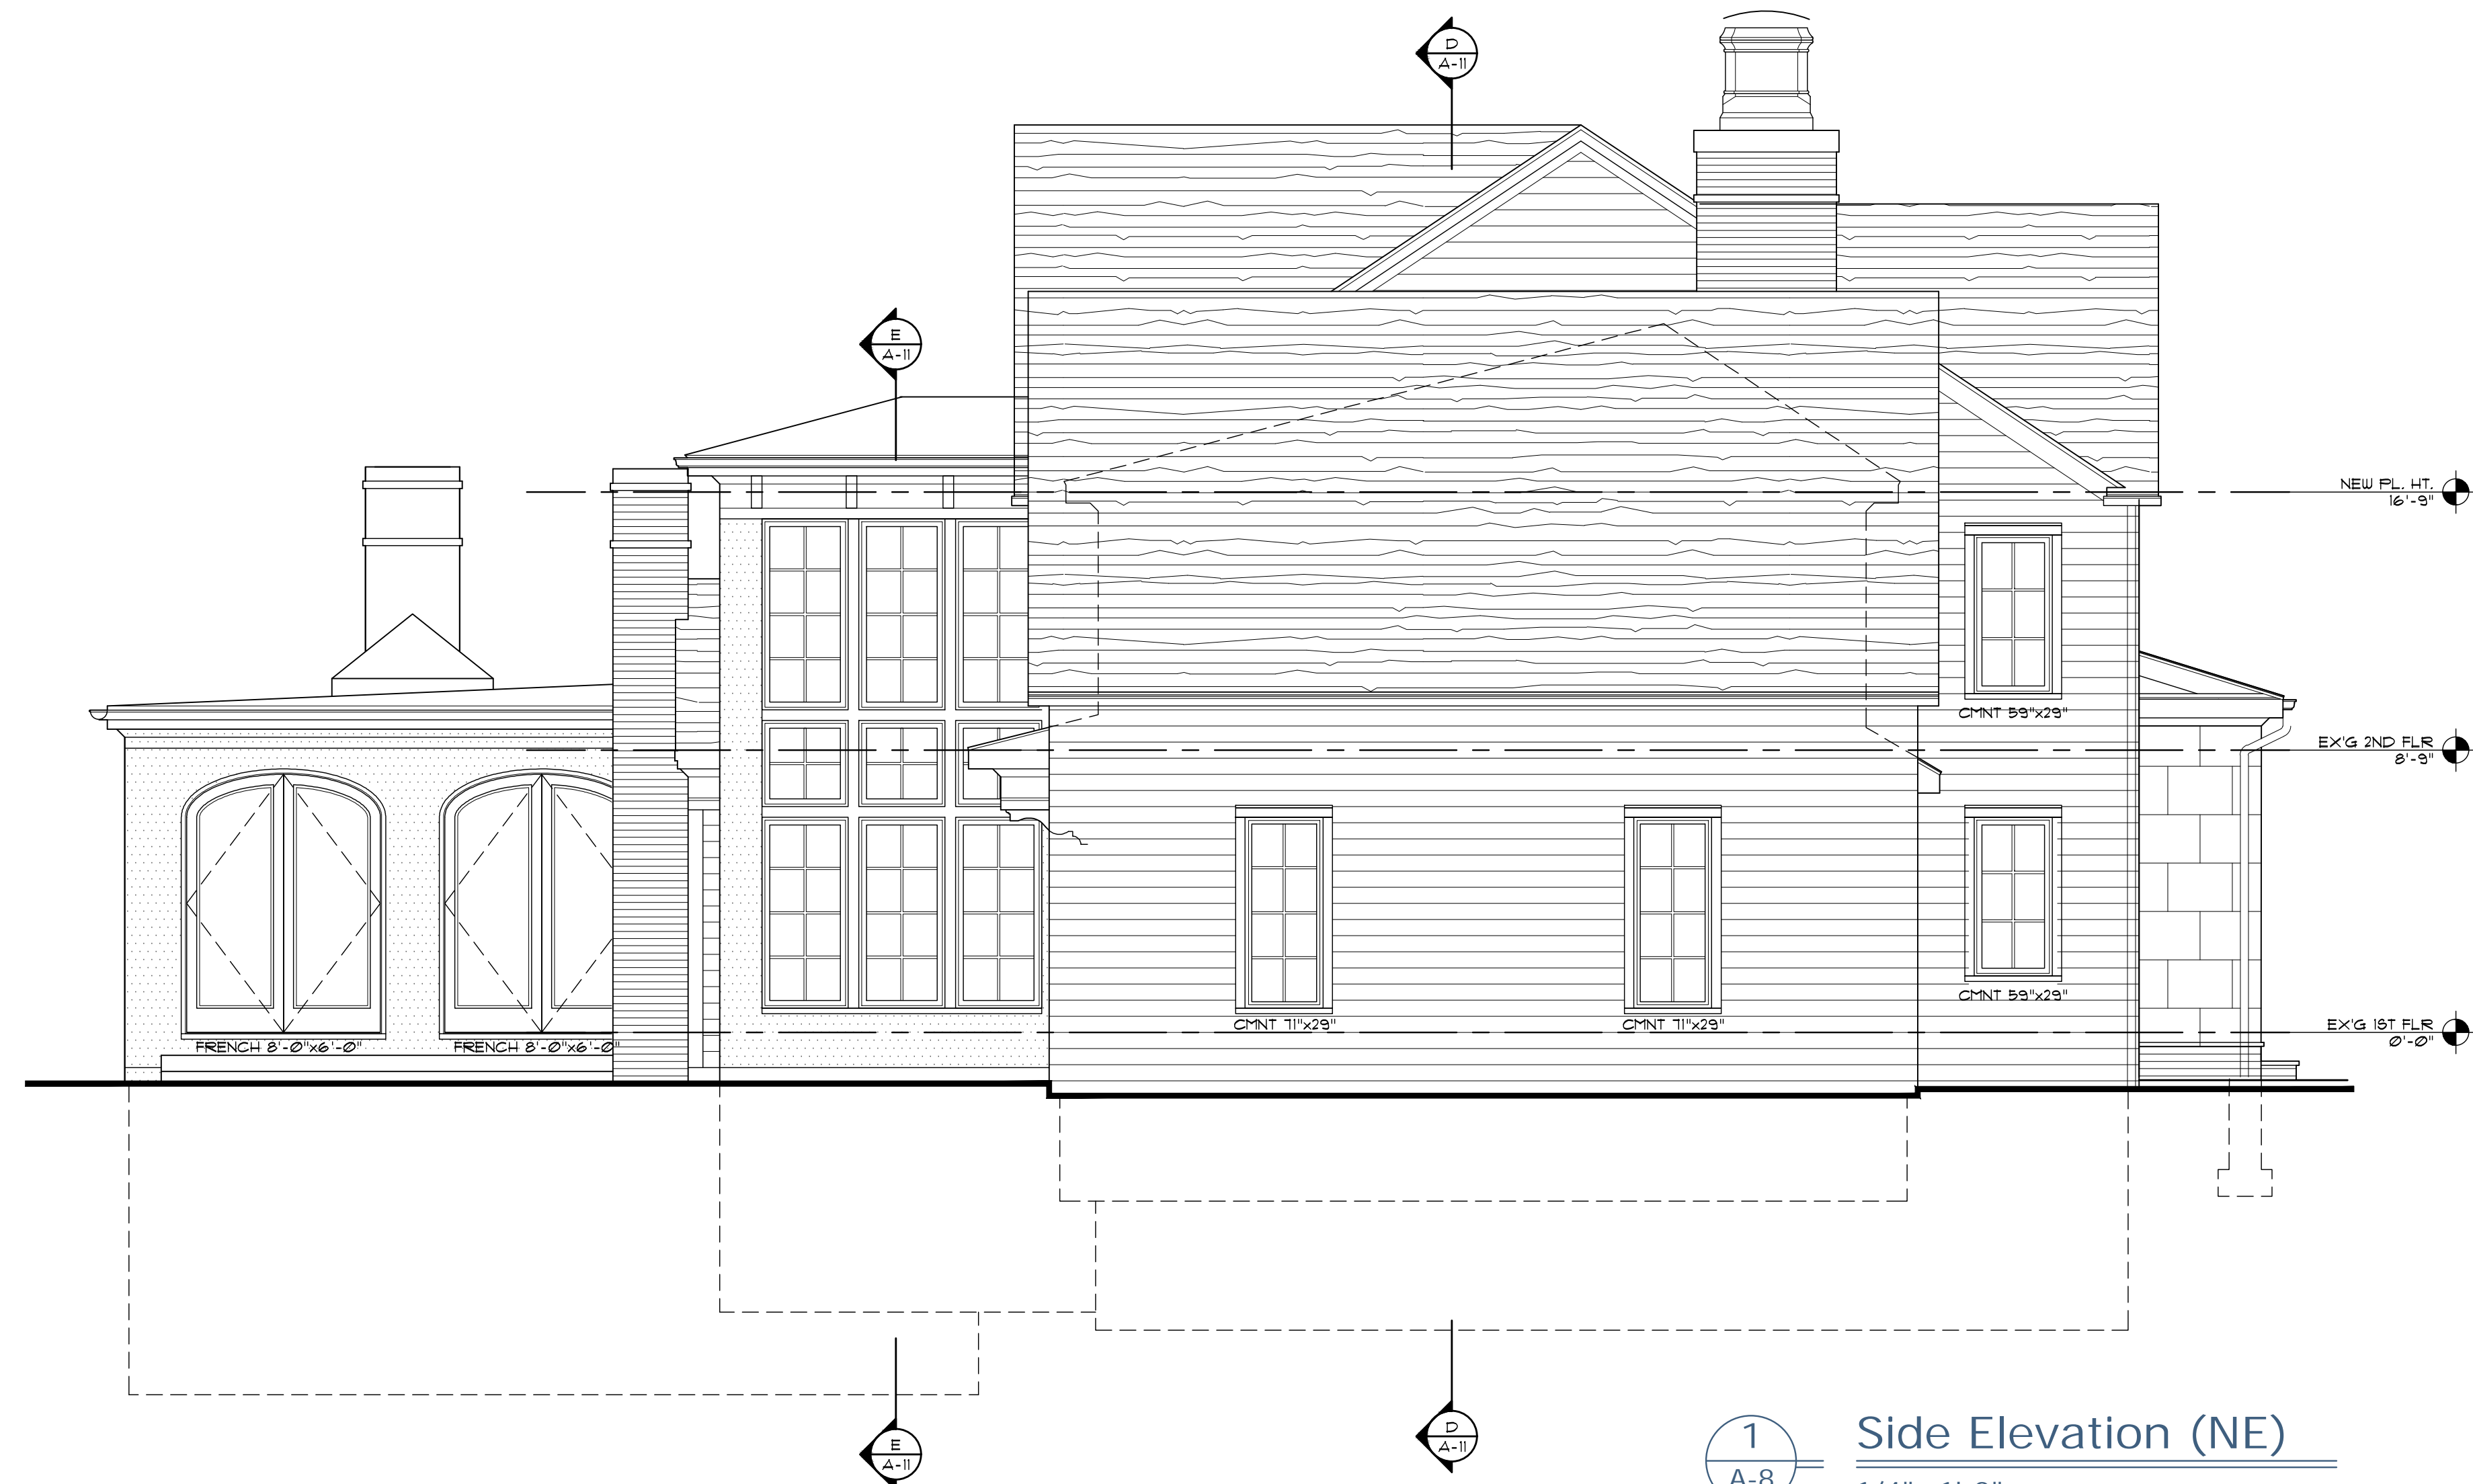 D
A-11
E
A-11
NEW PL. HT.
16'-9"
CMNT 59"x29"
EX'G 2ND FLR
8'-9"
CMNT 59"x29"
CMNT 71"x29"
CMNT 71"x29"
EX'G 1ST FLR
0'-0"
FRENCH 8'-0"x6'-0"
FRENCH 8'-0"x6'-0"
D
A-11
E
A-11
1
A-8
Side Elevation (NE)